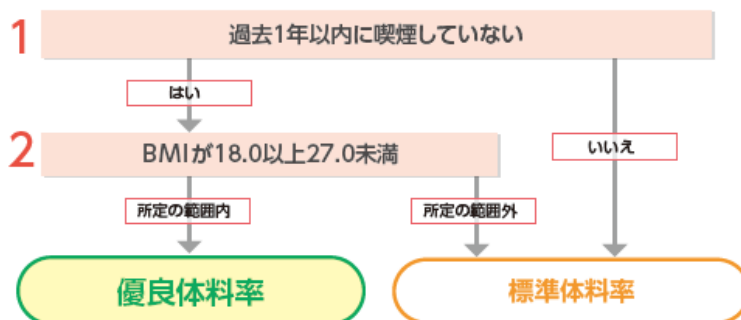 1
過去1年以内に喫煙していない
はい
2
BMIが18.0以上27.0未満
いいえ
所定の範囲内
所定の範囲外
優良体料率
標準体料率